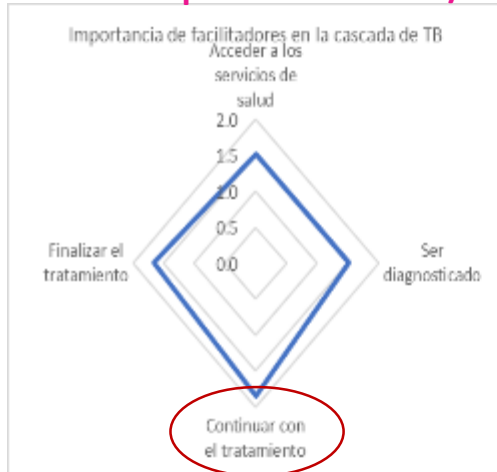 Importancia de facilitadores en la cascada de TB
Acceder a los
servicios de
salud
2.0
1.5
1.0
0.5
0.0
Finalizar el
tratamiento
Ser
diagnosticado
Continuar con
el tratamiento